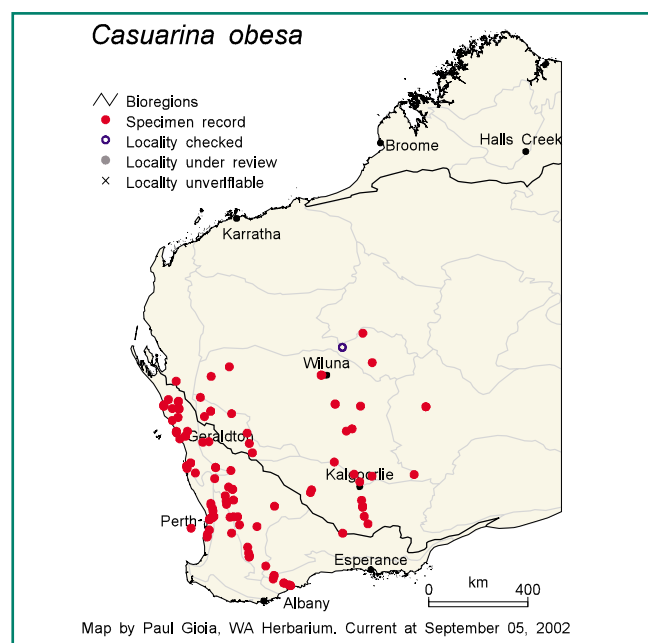 Casuarina obesa
Bioregions
Specimen record
Locality checked
Locality under review
× Locality unverifiable
Broome
Halls Creek
Karratha
Wiluna
Geraldton
Kalgoorlie
Perth
Esperance
Albany
km
0 400
Map by Paul Gioia, WA Herbarium. Current at September 05, 2002